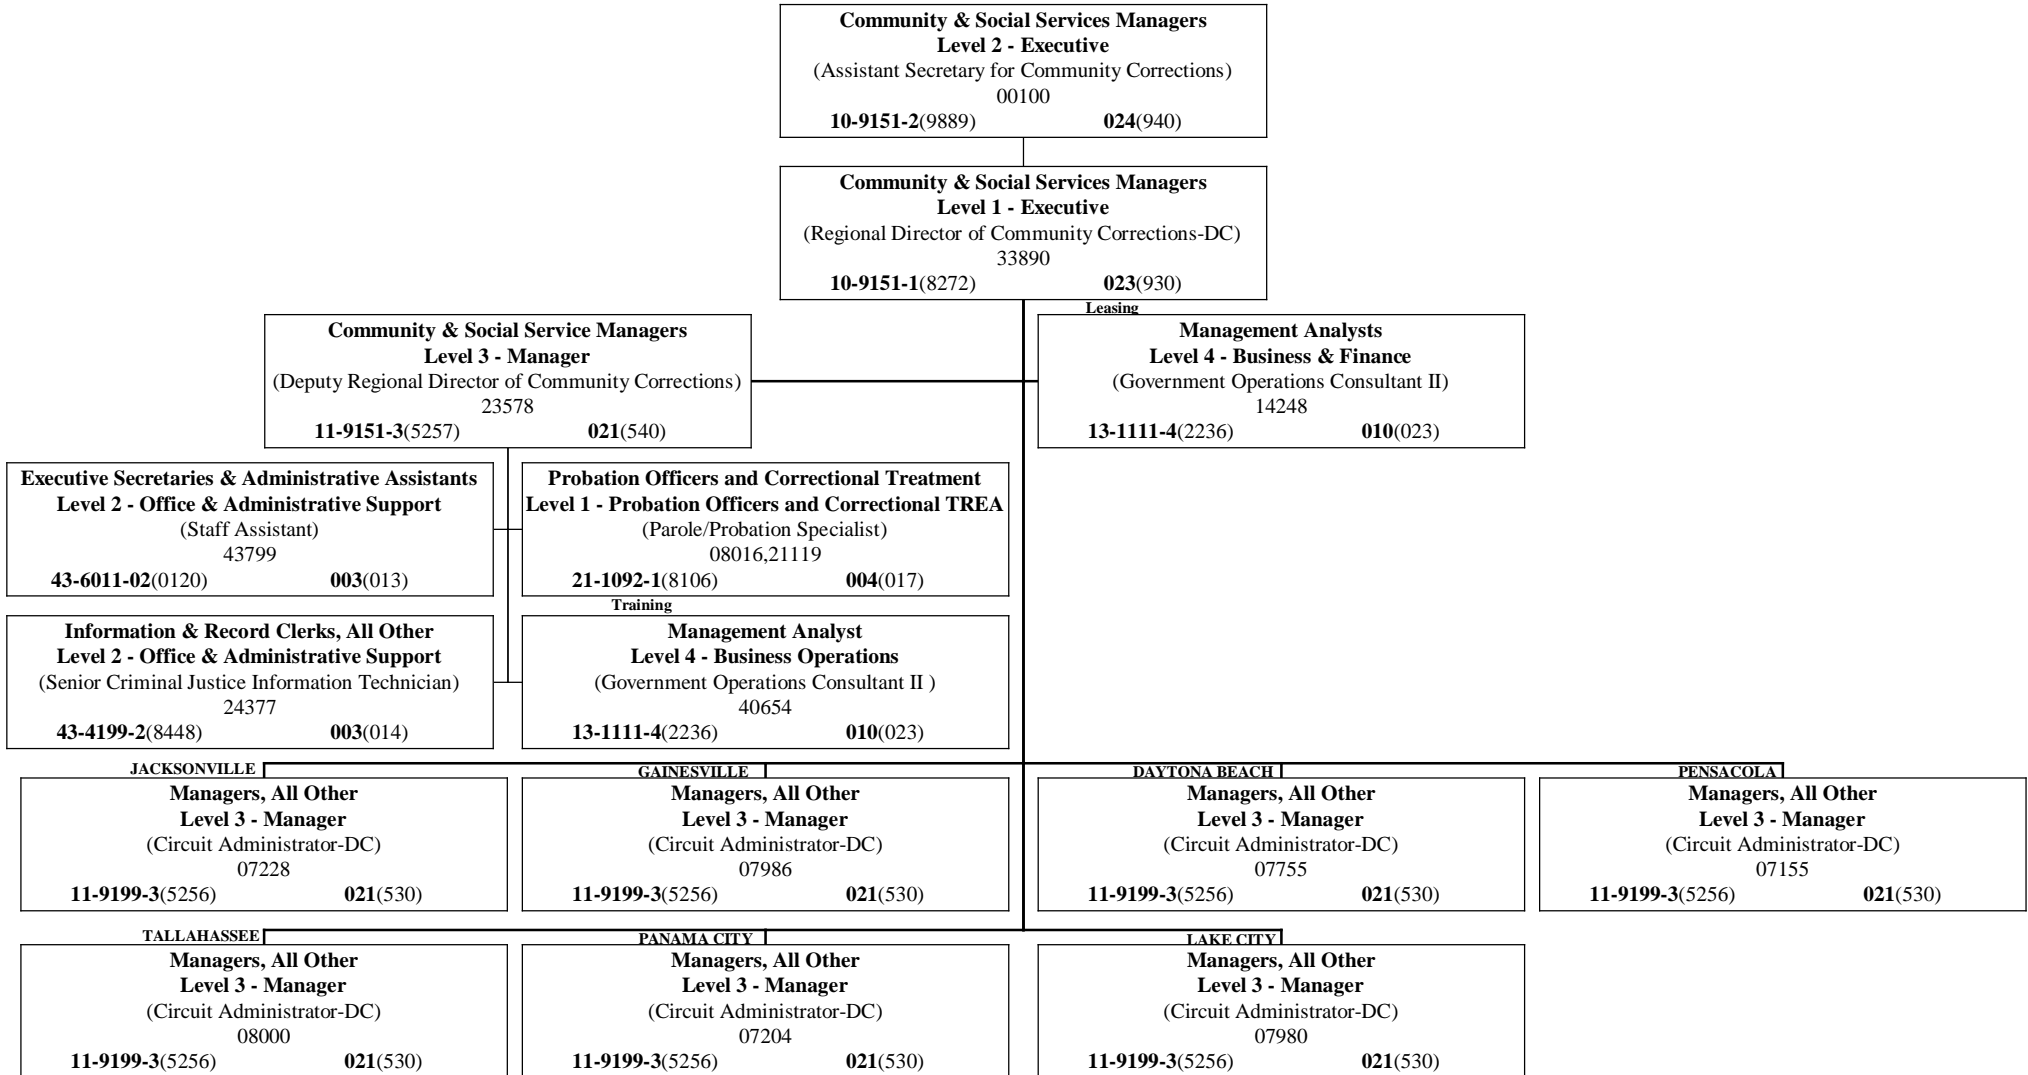 Community & Social Services Managers
Level 2 - Executive
(Assistant Secretary for Community Corrections)
00100
10-9151-2(9889) 024(940)
Community & Social Services Managers
Level 1 - Executive
(Regional Director of Community Corrections-DC)
33890
10-9151-1(8272) 023(930)
Community & Social Service Managers
Level 3 - Manager
(Deputy Regional Director of Community Corrections)
23578
11-9151-3(5257) 021(540)
Leasing
Management Analysts
Level 4 - Business & Finance
(Government Operations Consultant II)
14248
13-1111-4(2236) 010(023)
Executive Secretaries & Administrative Assistants
Level 2 - Office & Administrative Support
(Staff Assistant)
43799
43-6011-02(0120) 003(013)
Probation Officers and Correctional Treatment
Level 1 - Probation Officers and Correctional TREA
(Parole/Probation Specialist)
08016,21119
21-1092-1(8106) 004(017)
Information & Record Clerks, All Other
Level 2 - Office & Administrative Support
(Senior Criminal Justice Information Technician)
24377
43-4199-2(8448) 003(014)
Training
Management Analyst
Level 4 - Business Operations
(Government Operations Consultant II )
40654
13-1111-4(2236) 010(023)
JACKSONVILLE
Managers, All Other
Level 3 - Manager
(Circuit Administrator-DC)
07228
11-9199-3(5256) 021(530)
GAINESVILLE
Managers, All Other
Level 3 - Manager
(Circuit Administrator-DC)
07986
11-9199-3(5256) 021(530)
DAYTONA BEACH
Managers, All Other
Level 3 - Manager
(Circuit Administrator-DC)
07755
11-9199-3(5256) 021(530)
PENSACOLA
Managers, All Other
Level 3 - Manager
(Circuit Administrator-DC)
07155
11-9199-3(5256) 021(530)
TALLAHASSEE
Managers, All Other
Level 3 - Manager
(Circuit Administrator-DC)
08000
11-9199-3(5256) 021(530)
PANAMA CITY
Managers, All Other
Level 3 - Manager
(Circuit Administrator-DC)
07204
11-9199-3(5256) 021(530)
LAKE CITY
Managers, All Other
Level 3 - Manager
(Circuit Administrator-DC)
07980
11-9199-3(5256) 021(530)